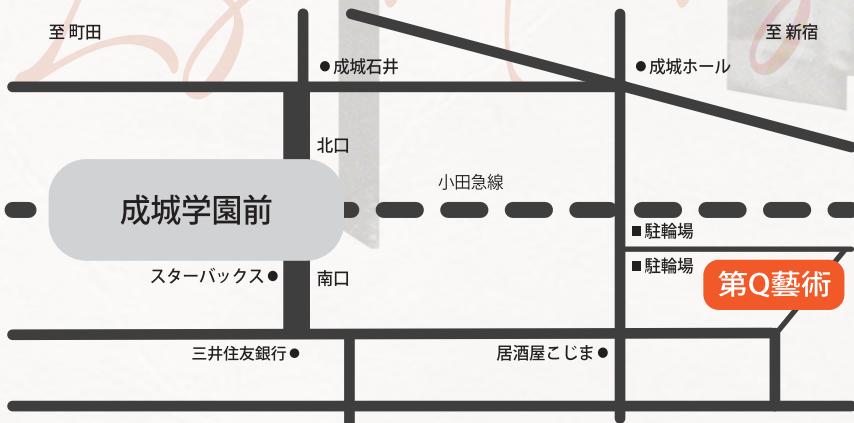 至 町田
至 新宿
●成城石井
●成城ホール
北口
小田急線
成城学園前
■駐輪場
■駐輪場
第Q藝術
スターバックス●
南口
三井住友銀行●
居酒屋こじま●